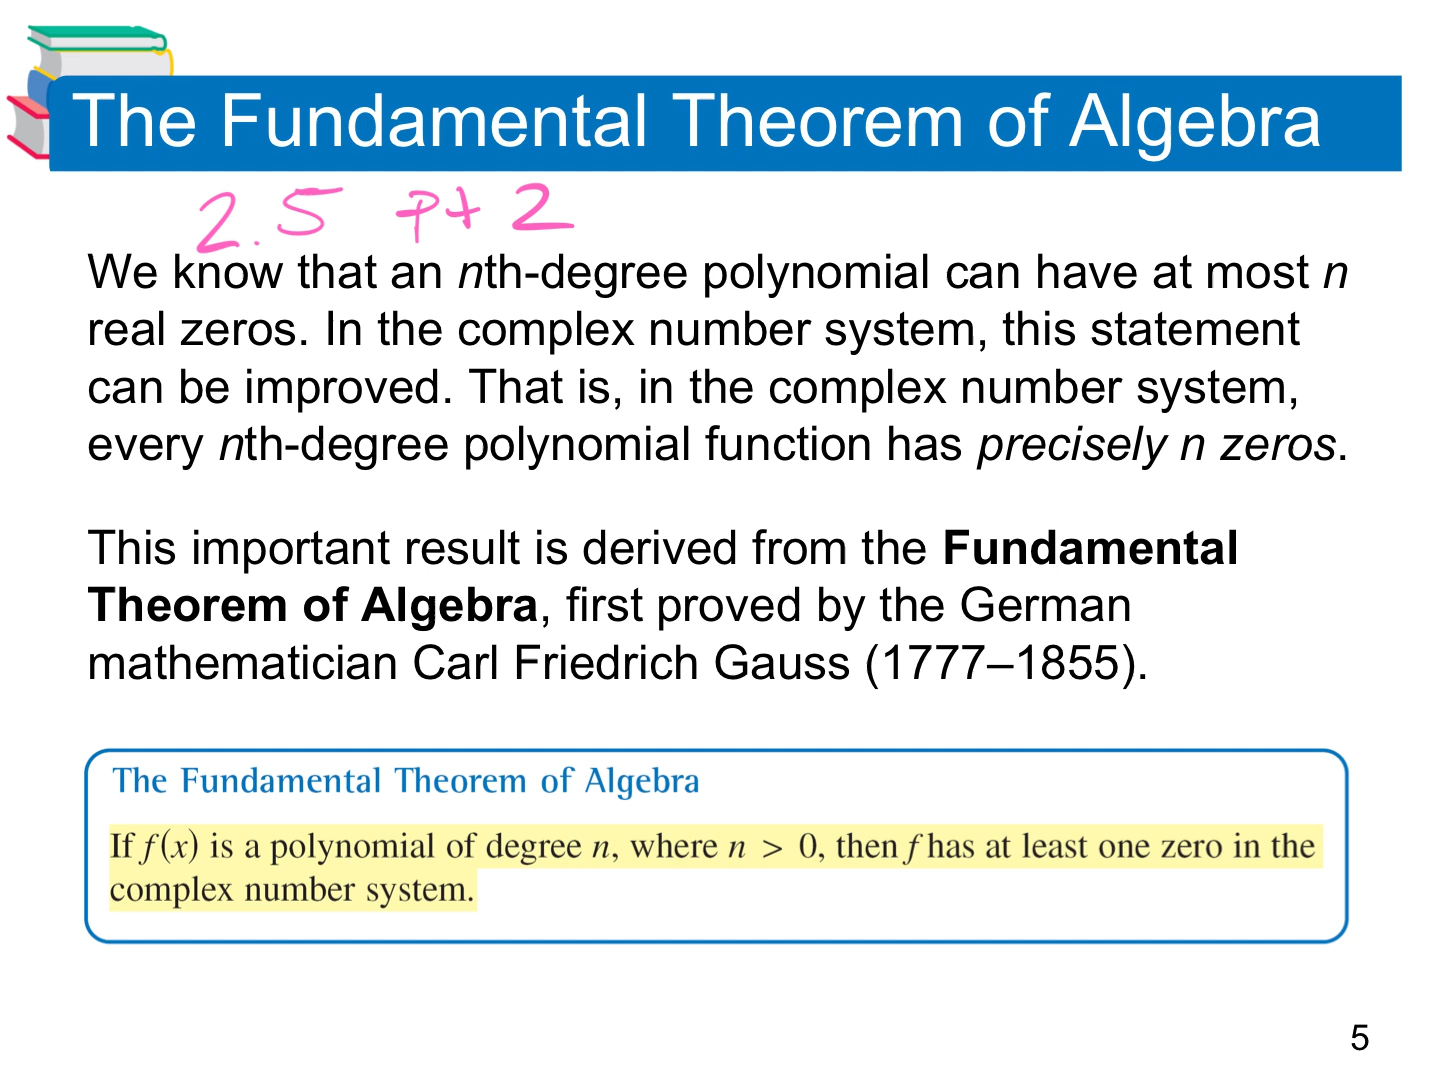 The Fundamental Theorem of Algebra
2.5 pt 2
We know that an nth-degree polynomial can have at most n
real zeros. In the complex number system, this statement
can be improved. That is, in the complex number system,
every nth-degree polynomial function has precisely n zeros.
This important result is derived from the Fundamental
Theorem of Algebra, first proved by the German
mathematician Carl Friedrich Gauss (1777–1855).
The Fundamental Theorem of Algebra
If f(x) is a polynomial of degree n, where n > 0, then f has at least one zero in the
complex number system.
5